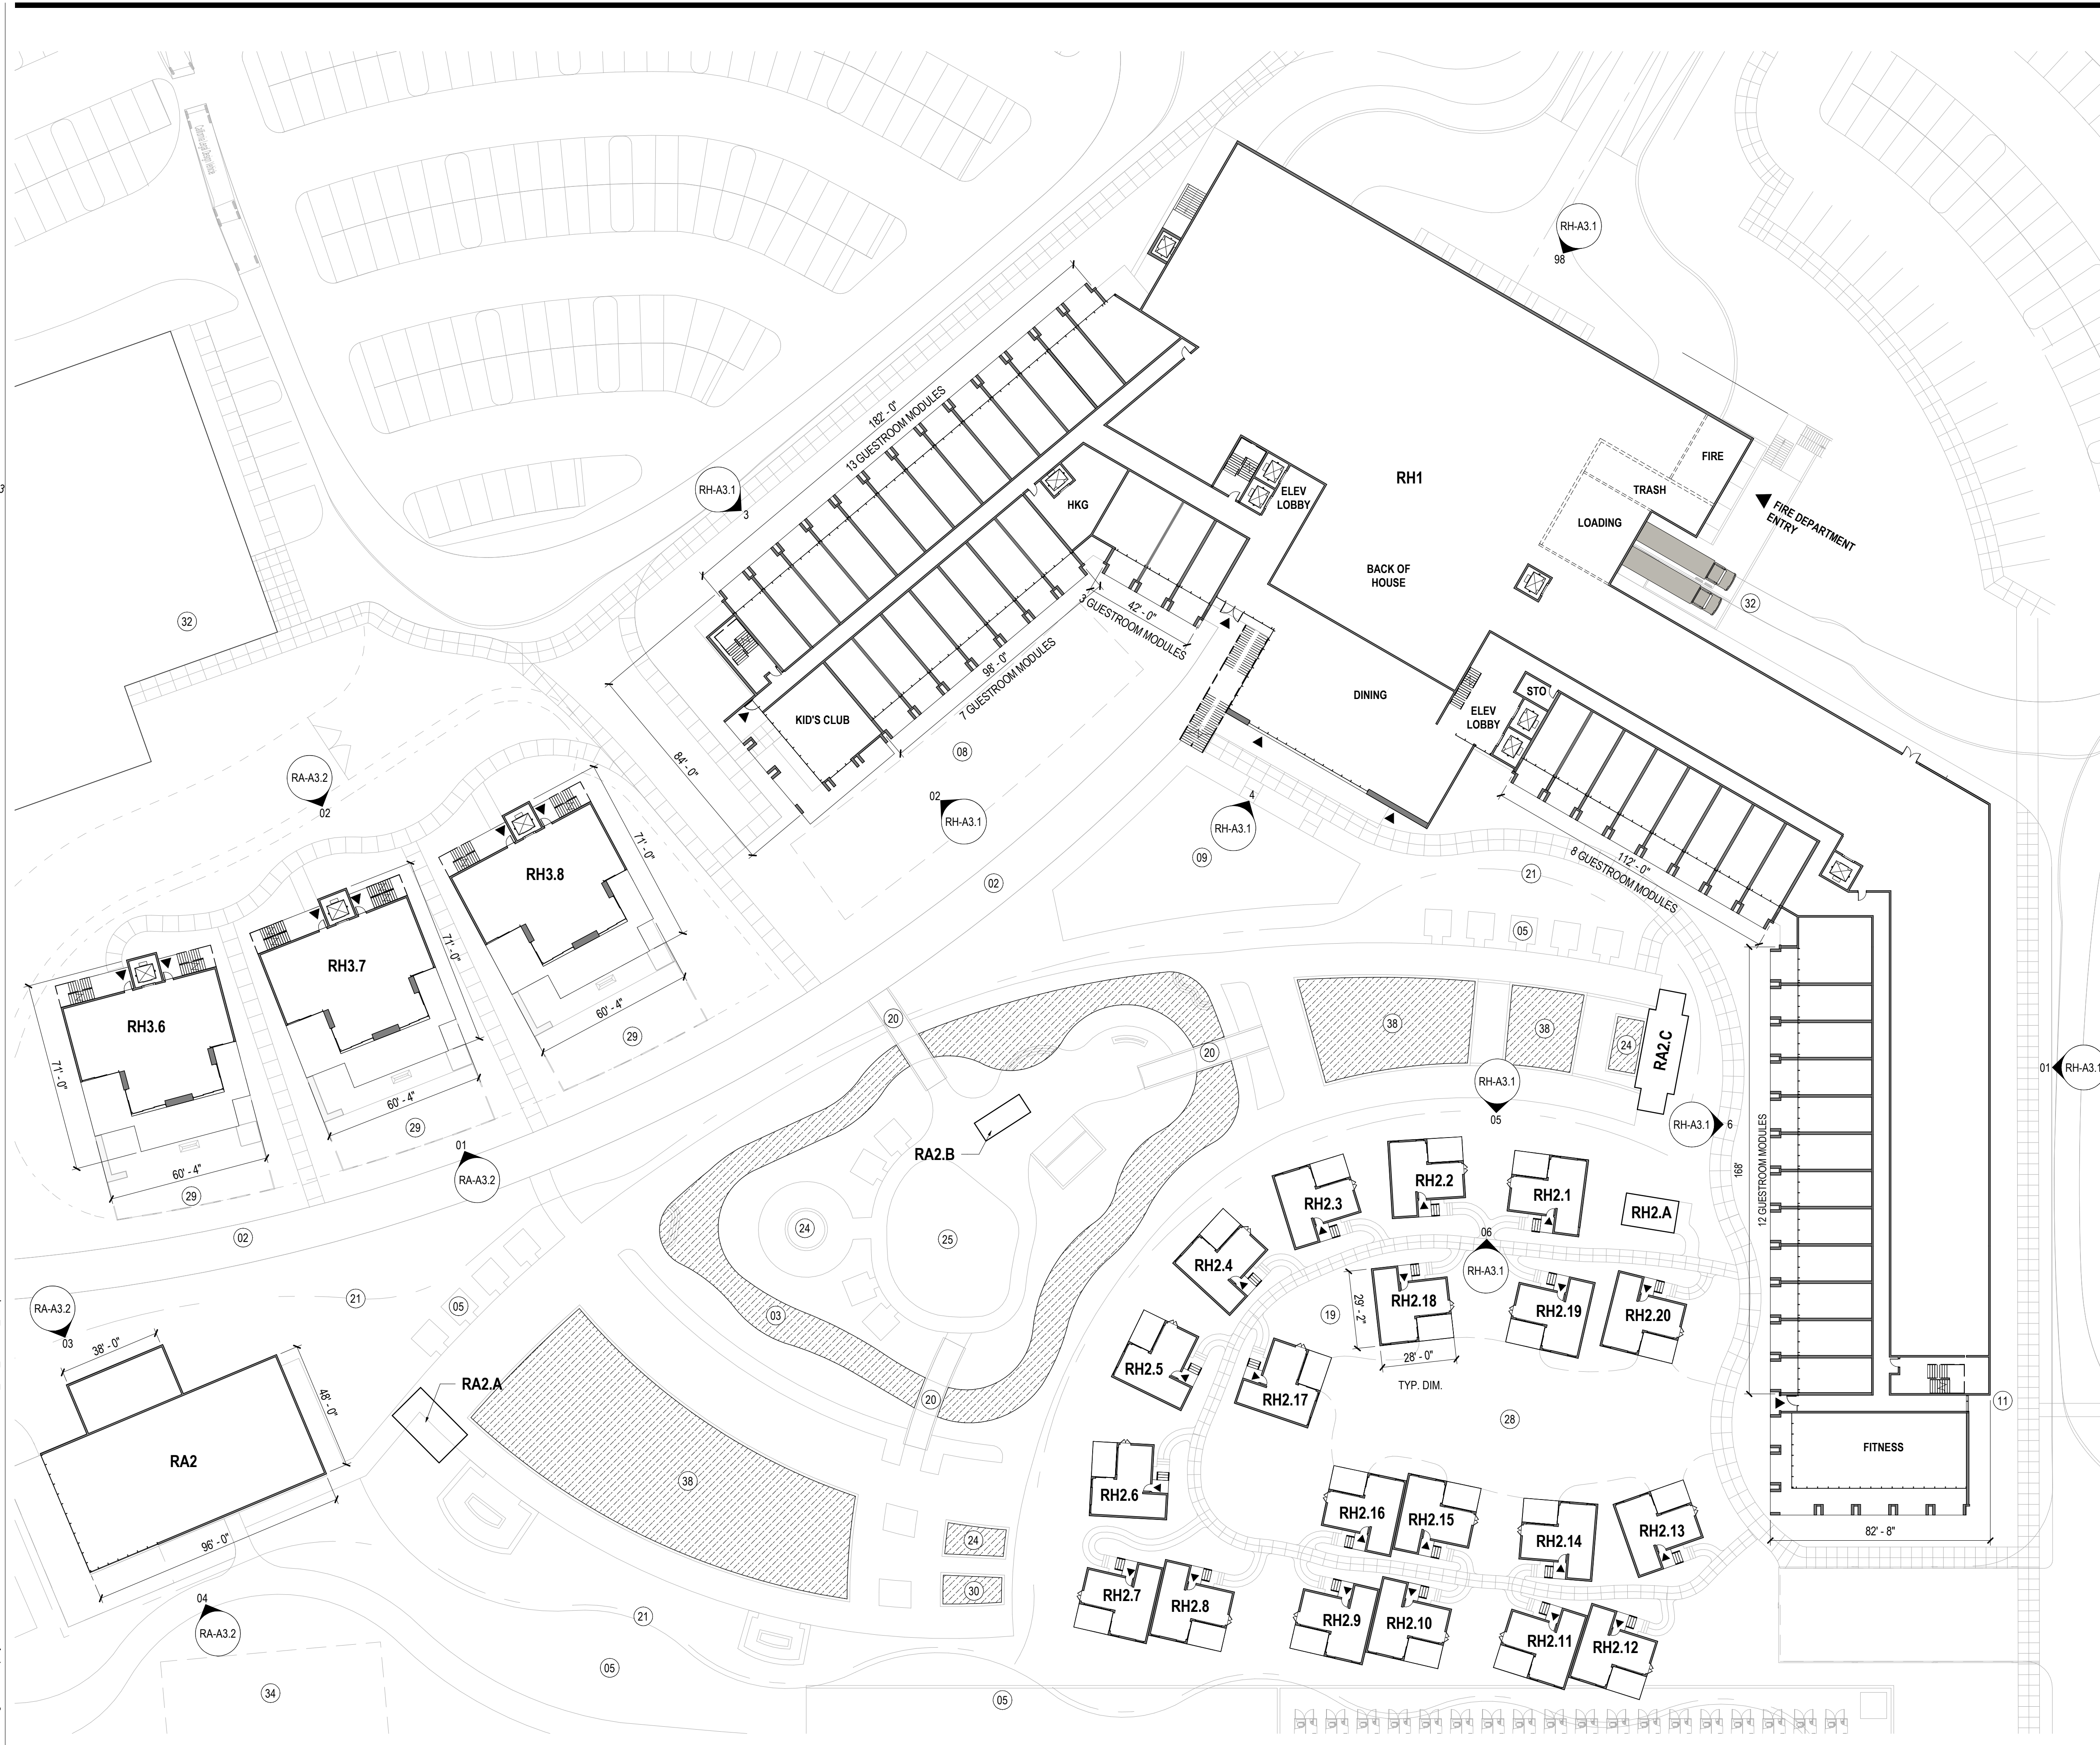 RH-A3.1
98
182' - 0"
13 GUESTROOM MODULES
RH-A3.1
3
RH1
FIRE
TRASH
LOADING
FIRE DEPARTMENT
ENTRY
32
ELEV
LOBBY
HKG
BACK OF
HOUSE
42' - 0"
3 GUESTROOM MODULES
98' - 0"
7 GUESTROOM MODULES
32
KID'S CLUB
84' - 0"
08
DINING
STO
ELEV
LOBBY
RA-A3.2
02
02
RH-A3.1
4
RH-A3.1
09
02
112' - 0"
8 GUESTROOM MODULES
21
05
RH3.8
71' - 0"
60' - 4"
29
RH3.7
71' - 0"
60' - 4"
29
RH3.6
71' - 0"
60' - 4"
29
20
20
38
38
24
RA2.C
RH-A3.1
05
RH-A3.1
6
01
RH-A3.1
168'
12 GUESTROOM MODULES
01
RA-A3.2
RA2.B
24
25
03
02
RH2.3
RH2.2
RH2.1
RH2.A
RH2.4
06
RH-A3.1
RH2.18
RH2.19
RH2.20
19
29' - 2"
28' - 0"
TYP. DIM.
RH2.5
RH2.17
28
RA-A3.2
03
21
05
38' - 0"
48' - 0"
RA2.A
20
11
RA2
96' - 0"
38
FITNESS
82' - 8"
RH2.6
RH2.16
RH2.15
RH2.14
RH2.13
24
30
RH2.7
RH2.8
RH2.9
RH2.10
RH2.11
RH2.12
04
RA-A3.2
21
05
34
05
3